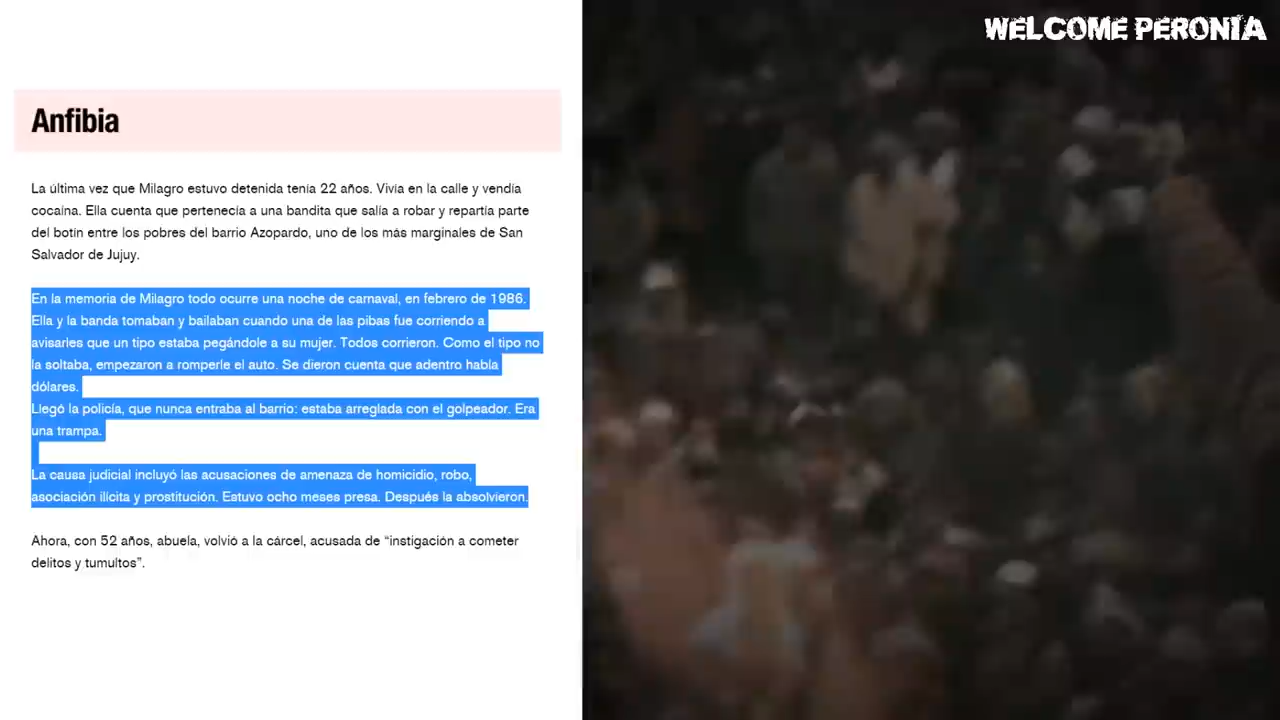 WELCOME PERONIA
Anfibia
La última vez que Milagro estuvo detenida tenía 22 años. Vivía en la calle y vendía
cocaína. Ella cuenta que pertenecía a una bandita que salía a robar y repartía parte
del botín entre los pobres del barrio Azopardo, uno de los más marginales de San
Salvador de Jujuy.
En la memoria de Milagro todo ocurre una noche de carnaval, en febrero de 1986.
Ella y la banda tomaban y bailaban cuando una de las pibas fue corriendo a
avisarles que un tipo estaba pegándole a su mujer. Todos corrieron. Como el tipo no
la soltaba, empezaron a romperle el auto. Se dieron cuenta que adentro había
dólares.
Llegó la policía, que nunca entraba al barrio: estaba arreglada con el golpeador. Era
una trampa.
La causa judicial incluyó las acusaciones de amenaza de homicidio, robo,
asociación ilícita y prostitución. Estuvo ocho meses presa. Después la absolvieron.
Ahora, con 52 años, abuela, volvió a la cárcel, acusada de “instigación a cometer
delitos y tumultos”.